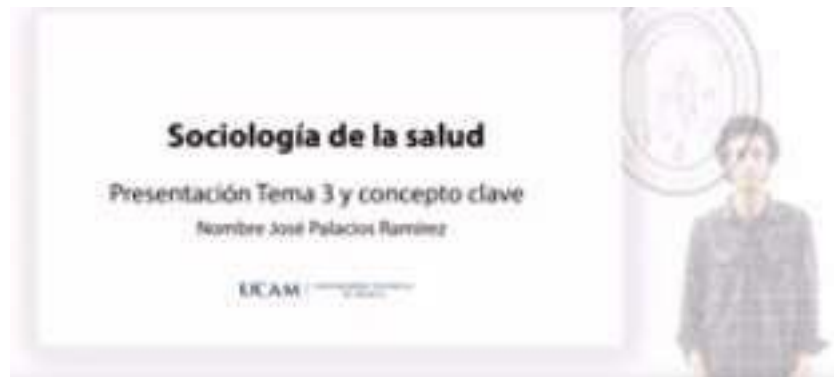 Sociología de la salud
Presentación Tema 3 y concepto clave
Nombre José Palacios Ramírez
UCAM